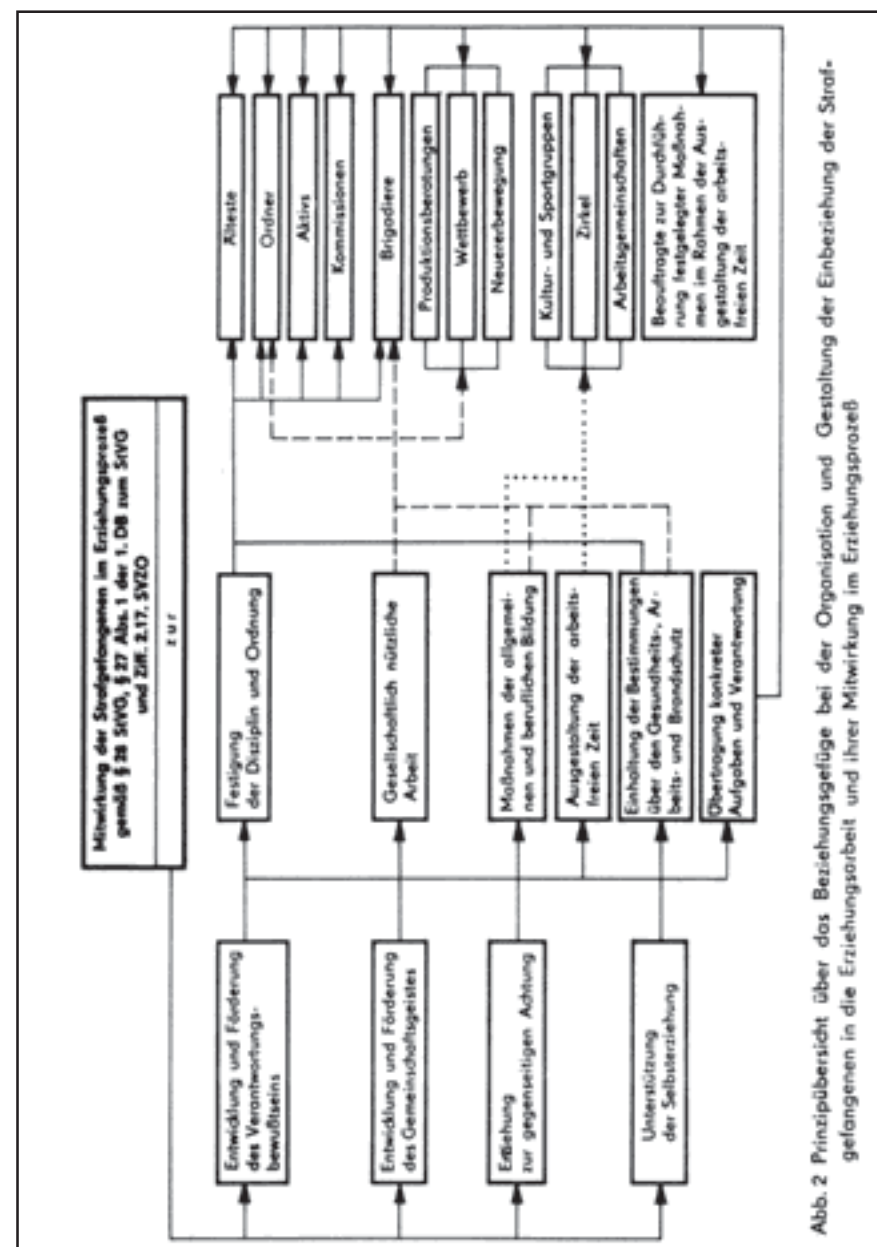 Mitwirkung der Strafgefangenen im Erziehungsprozeß
gemäß § 28 StVG, § 27 Abs. 1 der 1. DB zum StVG
und Ziff. 2.17. SVZO
zur
Entwicklung und Förderung
des Verantwortungs-
bewußtseins
Entwicklung und Förderung
des Gemeinschaftsgeistes
Erziehung
zur gegenseitigen Achtung
Unterstützung
der Selbsterziehung
Festigung
der Disziplin und Ordnung
Gesellschaftlich nützliche
Arbeit
Maßnahmen der allgemei-
nen und beruflichen Bildung
Ausgestaltung der arbeits-
freien Zeit
Einhaltung der Bestimmungen
über den Gesundheits-, Ar-
beits- und Brandschutz
Übertragung konkreter
Aufgaben und Verantwortung
Älteste
Ordner
Aktivs
Kommissionen
Brigadiere
Produktionsberatungen
Wettbewerb
Neuererbewegung
Kultur- und Sportgruppen
Zirkel
Arbeitsgemeinschaften
Beauftragte zur Durchfüh-
rung festgelegter Maßnah-
men im Rahmen der Aus-
gestaltung der arbeits-
freien Zeit
Abb. 2 Prinzipübersicht über das Beziehungsgefüge bei der Organisation und Gestaltung der Einbeziehung der Straf-
gefangenen in die Erziehungsarbeit und ihrer Mitwirkung im Erziehungsprozeß